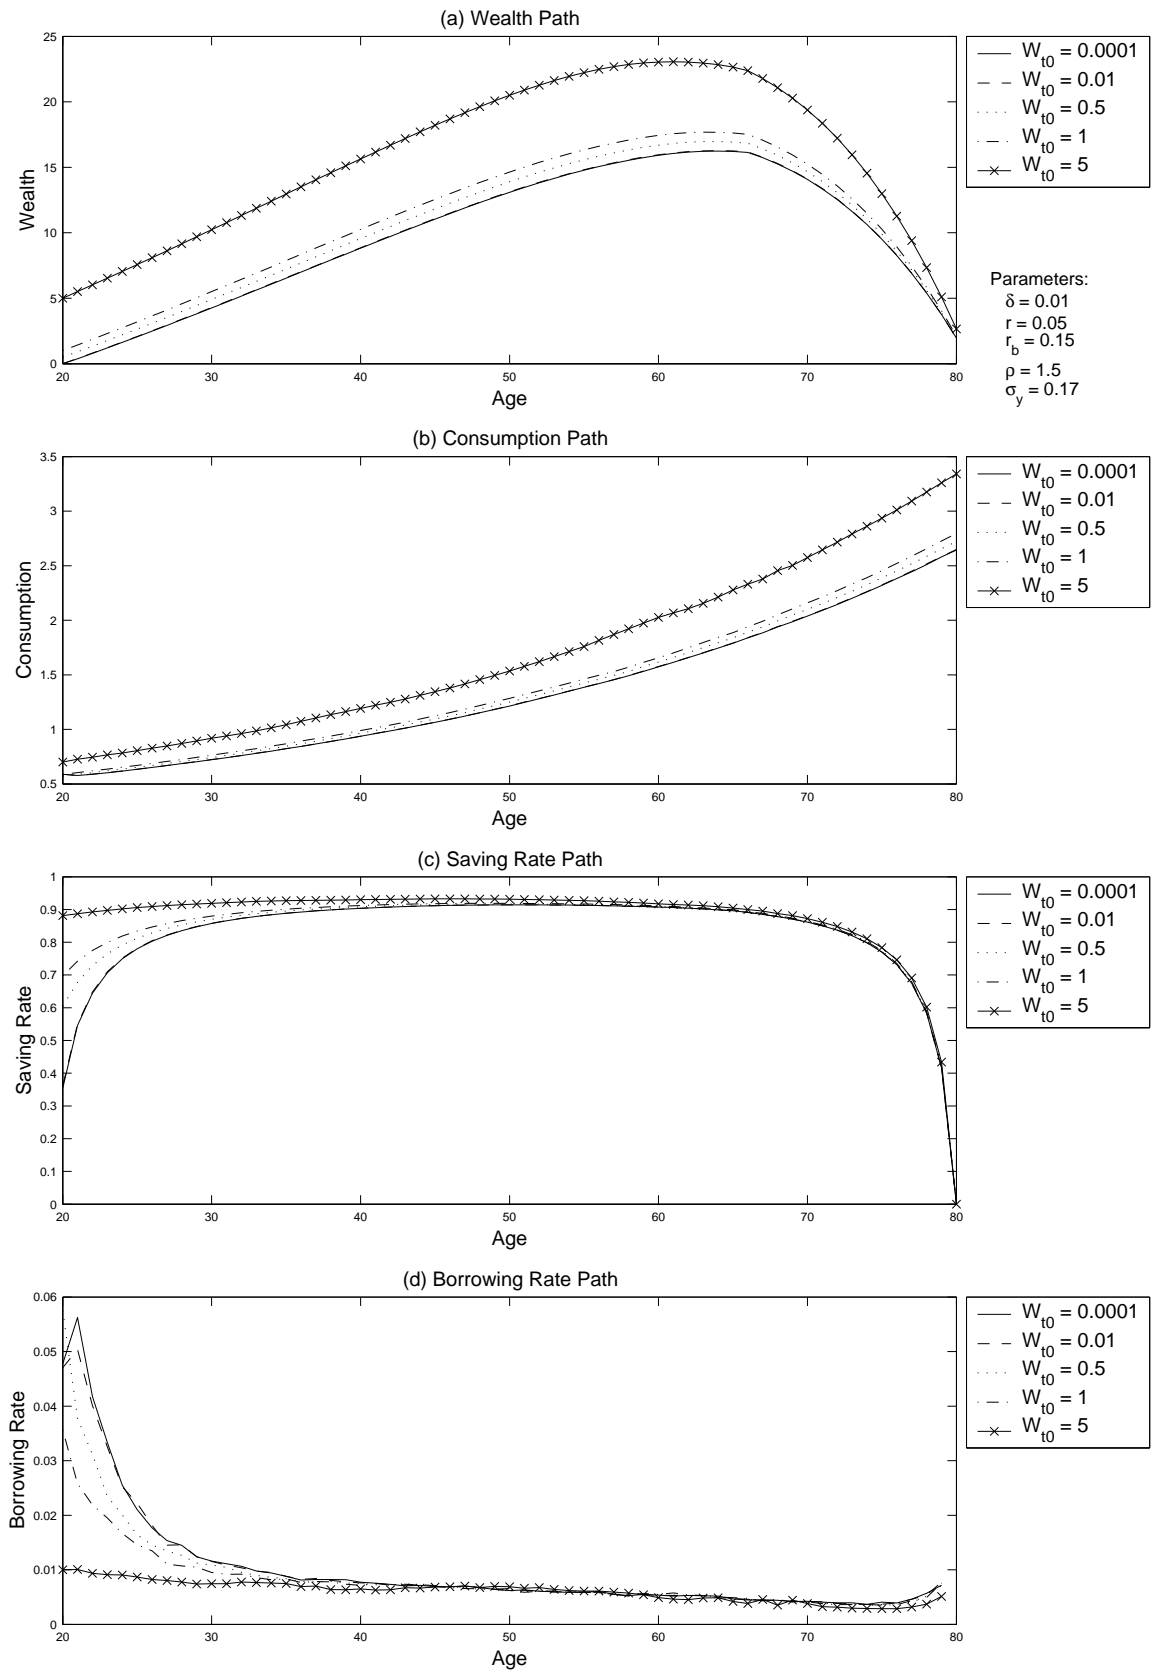 (a) Wealth Path
25
20
15
10
5
0
20 30 40 50 60 70 80
Wealth
Age
W_t0 = 0.0001
W_t0 = 0.01
W_t0 = 0.5
W_t0 = 1
W_t0 = 5
Parameters:
δ = 0.01
r = 0.05
r_b = 0.15
ρ = 1.5
σ_y = 0.17
(b) Consumption Path
3.5
3
2.5
2
1.5
1
0.5
20 30 40 50 60 70 80
Consumption
Age
W_t0 = 0.0001
W_t0 = 0.01
W_t0 = 0.5
W_t0 = 1
W_t0 = 5
(c) Saving Rate Path
1
0.9
0.8
0.7
0.6
0.5
0.4
0.3
0.2
0.1
0
20 30 40 50 60 70 80
Saving Rate
Age
W_t0 = 0.0001
W_t0 = 0.01
W_t0 = 0.5
W_t0 = 1
W_t0 = 5
(d) Borrowing Rate Path
0.06
0.05
0.04
0.03
0.02
0.01
0
20 30 40 50 60 70 80
Borrowing Rate
Age
W_t0 = 0.0001
W_t0 = 0.01
W_t0 = 0.5
W_t0 = 1
W_t0 = 5